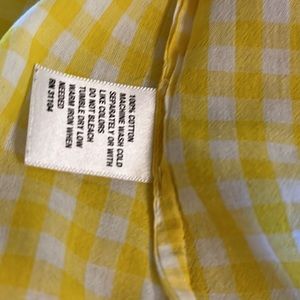 100% COTTON
MACHINE WASH COLD
SEPARATELY OR WITH
LIKE COLORS
DO NOT BLEACH
TUMBLE DRY LOW
WARM IRON WHEN
NEEDED
RN 31104